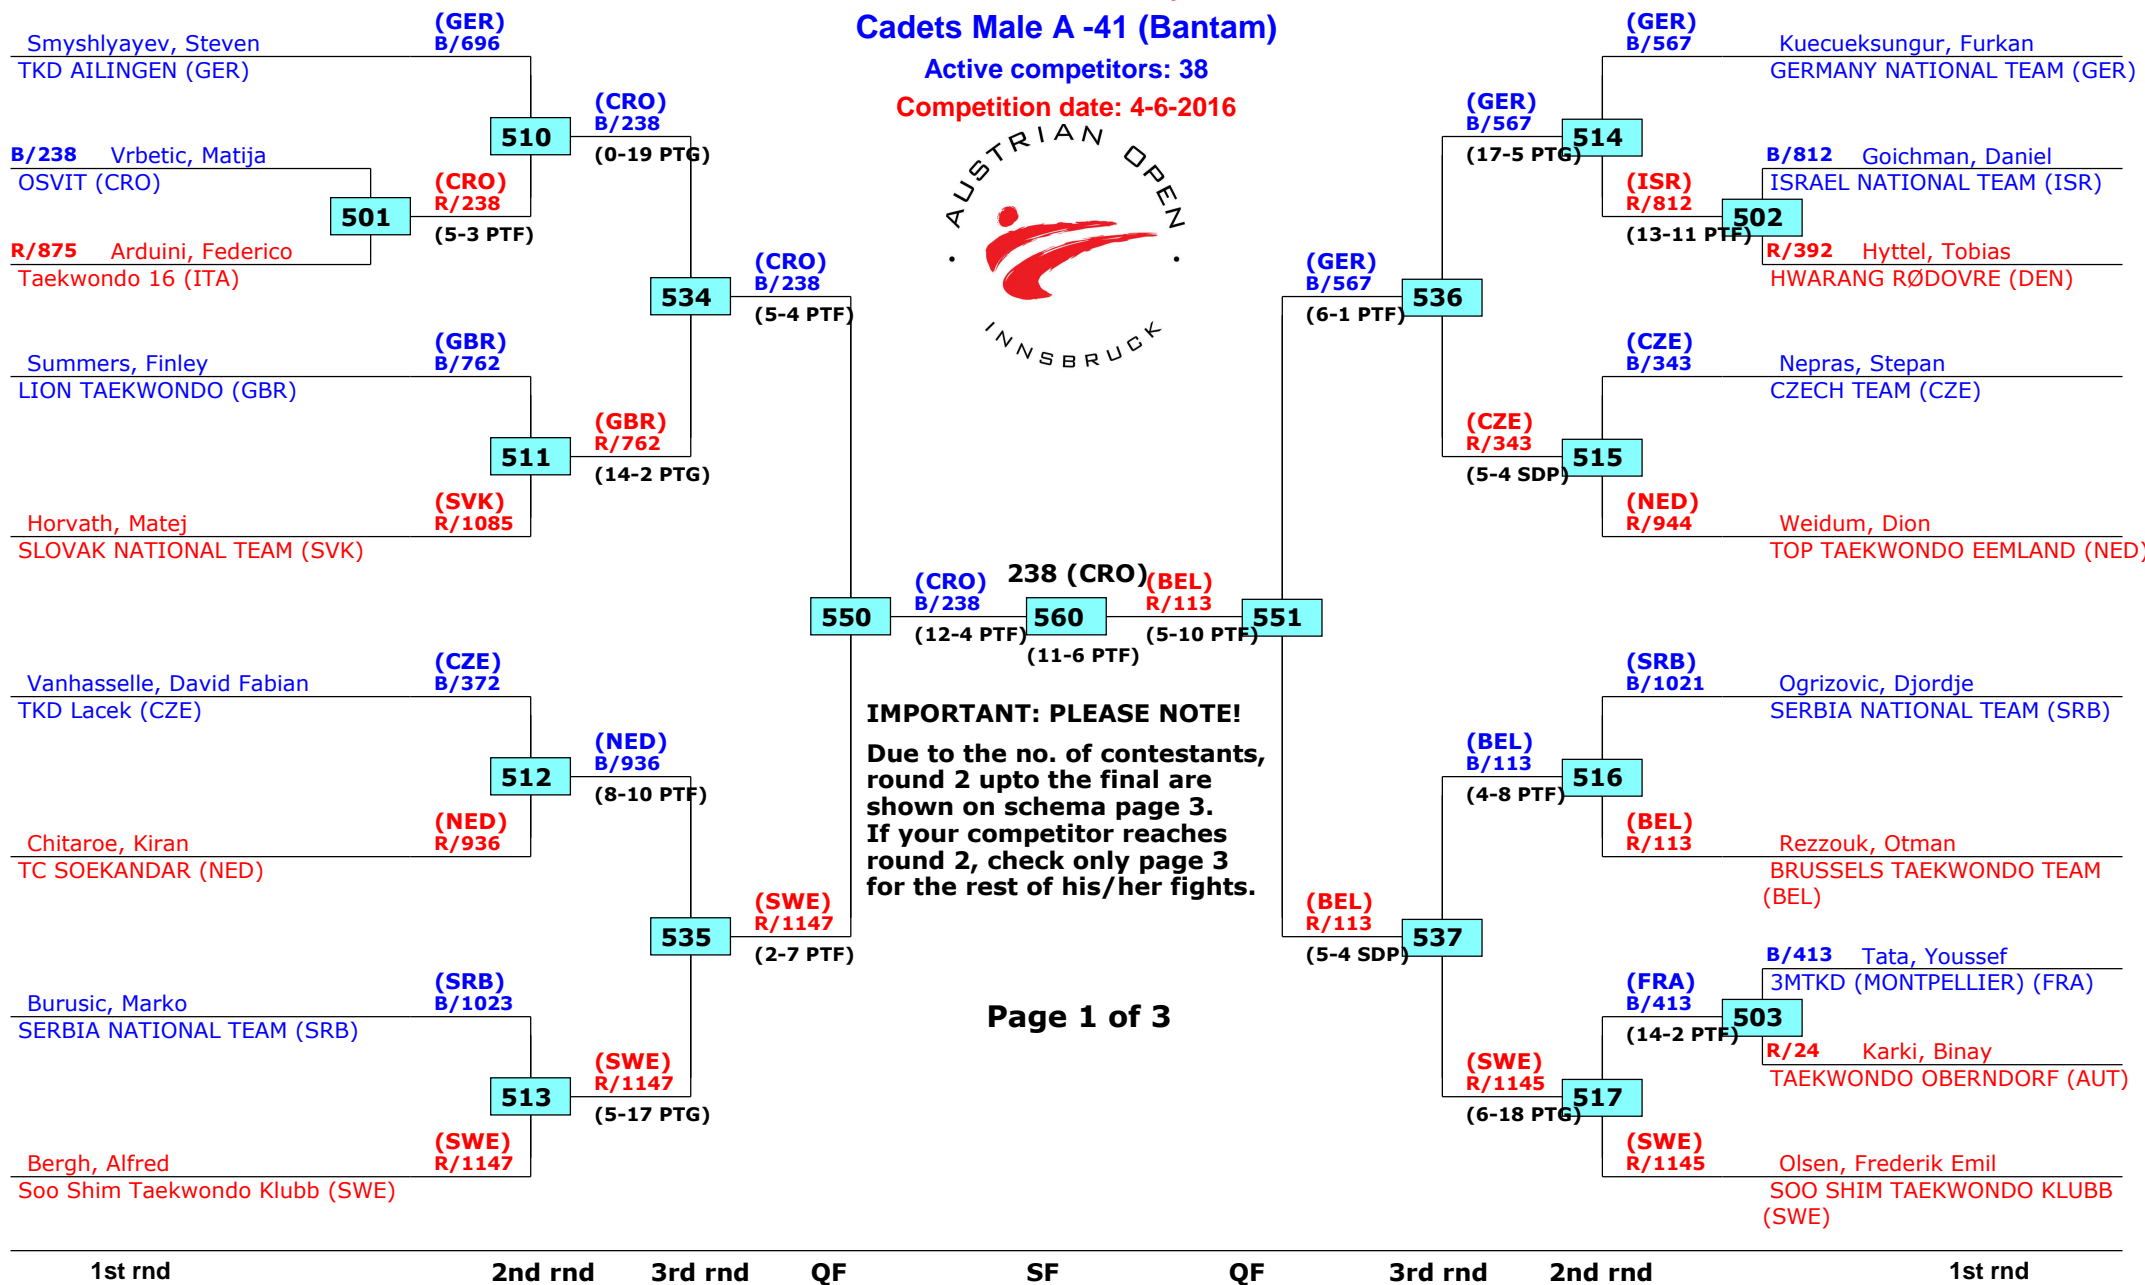 Cadets Male A -41 (Bantam)
Active competitors: 38
Competition date: 4-6-2016
AUSTRIAN OPEN
INNSBRUCK
Smyshlyayev, Steven
TKD AILINGEN (GER)
(GER)
B/696
B/238 Vrbetic, Matija
OSVIT (CRO)
R/875 Arduini, Federico
Taekwondo 16 (ITA)
501
(CRO)
R/238
(5-3 PTF)
510
(CRO)
B/238
(0-19 PTG)
Summers, Finley
LION TAEKWONDO (GBR)
(GBR)
B/762
Horvath, Matej
SLOVAK NATIONAL TEAM (SVK)
(SVK)
R/1085
511
(GBR)
R/762
(14-2 PTG)
534
(CRO)
B/238
(5-4 PTF)
Vanhasselle, David Fabian
TKD Lacek (CZE)
(CZE)
B/372
Chitaroe, Kiran
TC SOEKANDAR (NED)
(NED)
R/936
512
(NED)
B/936
(8-10 PTF)
Burusic, Marko
SERBIA NATIONAL TEAM (SRB)
(SRB)
B/1023
Bergh, Alfred
Soo Shim Taekwondo Klubb (SWE)
(SWE)
R/1147
513
(SWE)
R/1147
(5-17 PTG)
535
(SWE)
R/1147
(2-7 PTF)
550
(CRO)
B/238
(12-4 PTF)
238 (CRO)
560
(11-6 PTF)
(BEL)
R/113
(5-10 PTF)
551
IMPORTANT: PLEASE NOTE!
Due to the no. of contestants,
round 2 upto the final are
shown on schema page 3.
If your competitor reaches
round 2, check only page 3
for the rest of his/her fights.
Page 1 of 3
(GER)
B/567
(6-1 PTF)
536
(GER)
B/567
(17-5 PTG)
514
(GER)
B/567
Kuecueksungur, Furkan
GERMANY NATIONAL TEAM (GER)
(ISR)
R/812
(13-11 PTF)
502
B/812 Goichman, Daniel
ISRAEL NATIONAL TEAM (ISR)
R/392 Hyttel, Tobias
HWARANG RØDOVRE (DEN)
(CZE)
R/343
(5-4 SDP)
515
(CZE)
B/343
Nepras, Stepan
CZECH TEAM (CZE)
(NED)
R/944
Weidum, Dion
TOP TAEKWONDO EEMLAND (NED)
(BEL)
R/113
(5-4 SDP)
537
(BEL)
B/113
(4-8 PTF)
516
(SRB)
B/1021
Ogrizovic, Djordje
SERBIA NATIONAL TEAM (SRB)
(BEL)
R/113
Rezzouk, Otman
BRUSSELS TAEKWONDO TEAM
(BEL)
(SWE)
R/1145
(6-18 PTG)
517
(FRA)
B/413
(14-2 PTF)
503
B/413 Tata, Youssef
3MTKD (MONTPELLIER) (FRA)
R/24 Karki, Binay
TAEKWONDO OBERNDORF (AUT)
(SWE)
R/1145
Olsen, Frederik Emil
SOO SHIM TAEKWONDO KLUBB
(SWE)
1st rnd 2nd rnd 3rd rnd QF SF QF 3rd rnd 2nd rnd 1st rnd